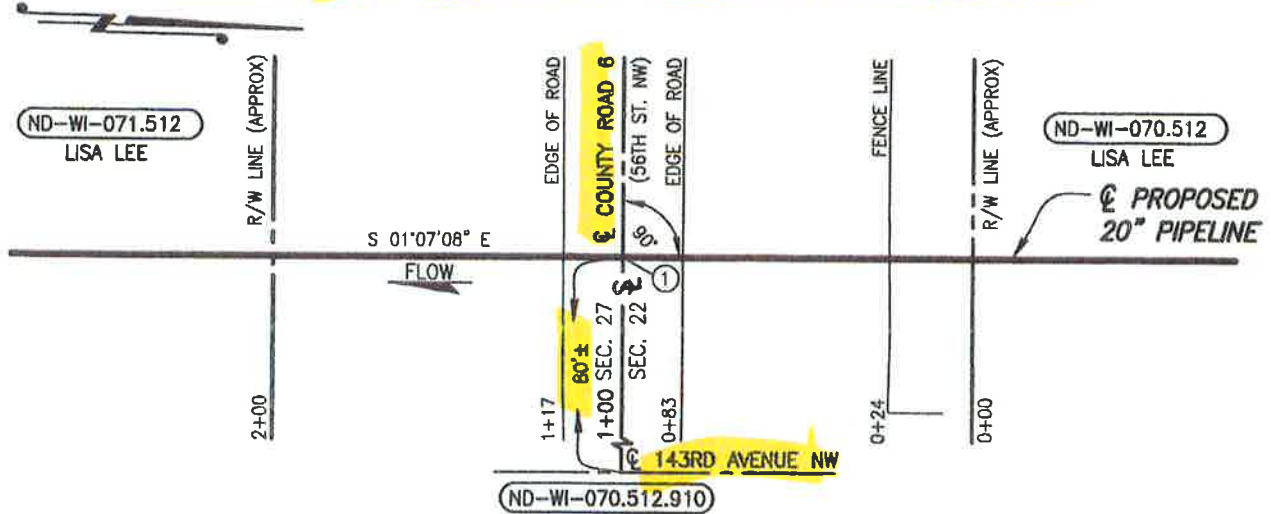 ND-WI-071.512
LISA LEE
R/W LINE (APPROX)
EDGE OF ROAD
℄ COUNTY ROAD 6
(56TH ST. NW)
EDGE OF ROAD
FENCE LINE
R/W LINE (APPROX)
ND-WI-070.512
LISA LEE
℄ PROPOSED
20" PIPELINE
S 01°07'08" E
FLOW
90°
1
2+00
1+17
80'±
1+00 SEC. 27
SEC. 22
0+83
0+24
0+00
℄ 143RD AVENUE NW
ND-WI-070.512.910